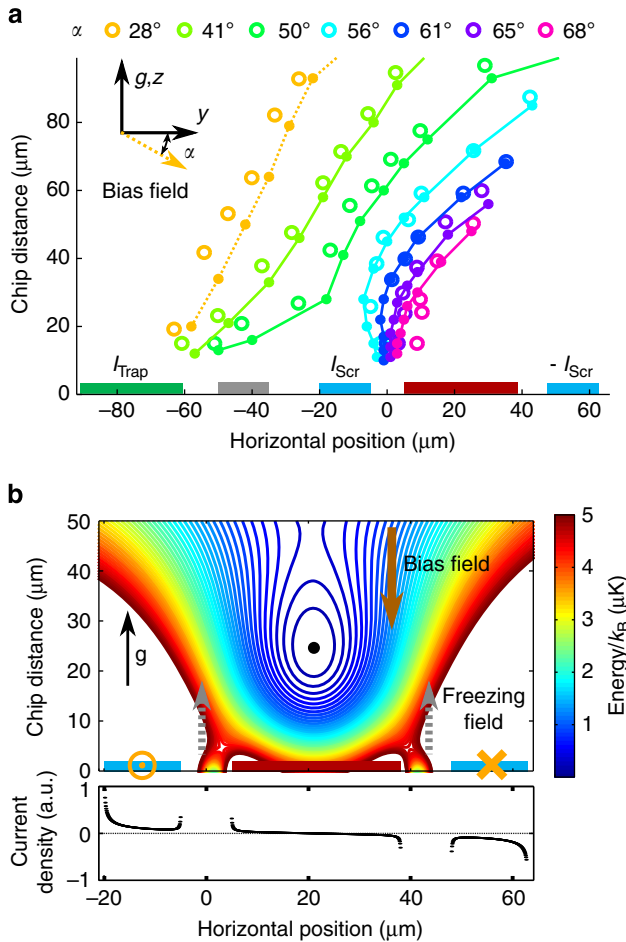 a
α 28° 41° 50° 56° 61° 65° 68°
g,z
y
α
Bias field
Chip distance (μm)
80
60
40
20
0
I_Trap I_Scr - I_Scr
−80 −60 −40 −20 0 20 40 60
Horizontal position (μm)
b
Chip distance (μm)
50
40
30
20
10
0
g
Bias field
Freezing
field
Energy/k_B (μK)
5
4
3
2
1
Current
density (a.u.)
1
0
−1
−20 0 20 40 60
Horizontal position (μm)